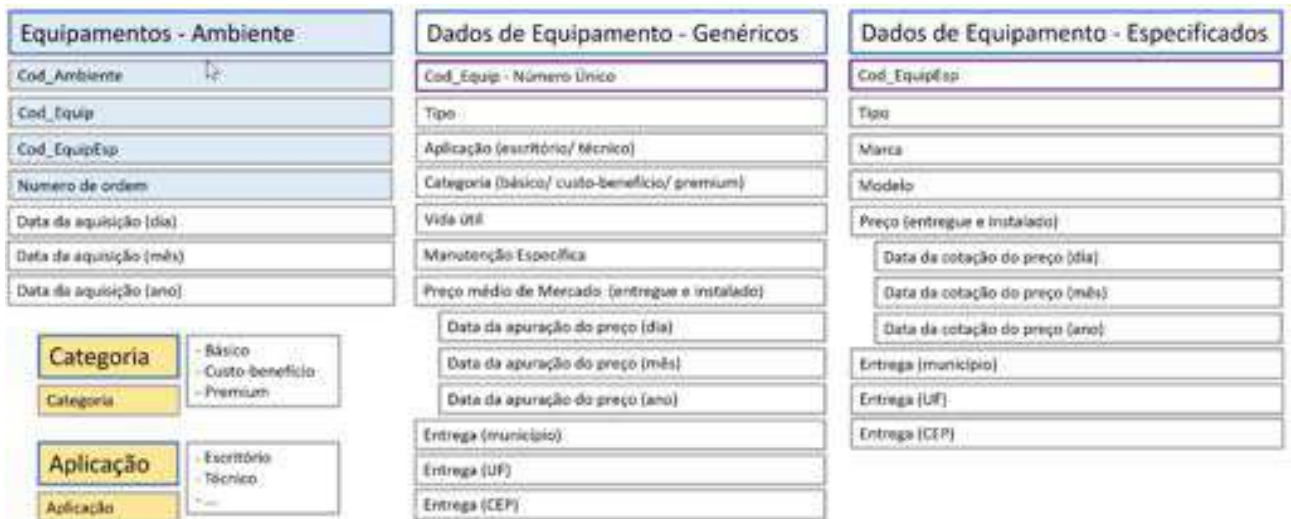 Equipamentos - Ambiente
Cod_Ambiente
Cod_Equip
Cod_EquipEsp
Numero de ordem
Data da aquisição (dia)
Data da aquisição (mês)
Data da aquisição (ano)
Categoria
Categoria
- Básico
- Custo-benefício
- Premium
Aplicação
Aplicação
- Escritório
- Técnico
- ...
Dados de Equipamento - Genéricos
Cod_Equip - Número Único
Tipo
Aplicação (escritório/ técnico)
Categoria (básico/ custo-benefício/ premium)
Vida útil
Manutenção Específica
Preço médio de Mercado (entregue e instalado)
Data da apuração do preço (dia)
Data da apuração do preço (mês)
Data da apuração do preço (ano)
Entrega (município)
Entrega (UF)
Entrega (CEP)
Dados de Equipamento - Especificados
Cod_EquipEsp
Tipo
Marca
Modelo
Preço (entregue e instalado)
Data da cotação do preço (dia)
Data da cotação do preço (mês)
Data da cotação do preço (ano)
Entrega (município)
Entrega (UF)
Entrega (CEP)